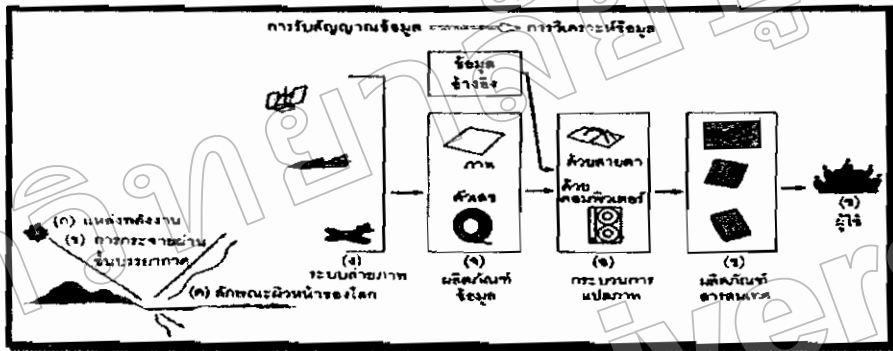 การรับสัญญาณข้อมูล
การวิเคราะห์ข้อมูล
ข้อมูล
อ้างอิง
ภาพ
ตัวเลข
ด้วยสายตา
ด้วย
คอมพิวเตอร์
(ก) แหล่งพลังงาน
(ข) การกระจายผ่าน
ชั้นบรรยากาศ
(ค) ลักษณะผิวหน้าของโลก
(ง)
ระบบถ่ายภาพ
(จ)
ผลิตภัณฑ์
ข้อมูล
(ฉ)
กระบวนการ
แปลภาพ
(ช)
ผลิตภัณฑ์
สารสนเทศ
(ซ)
ผู้ใช้